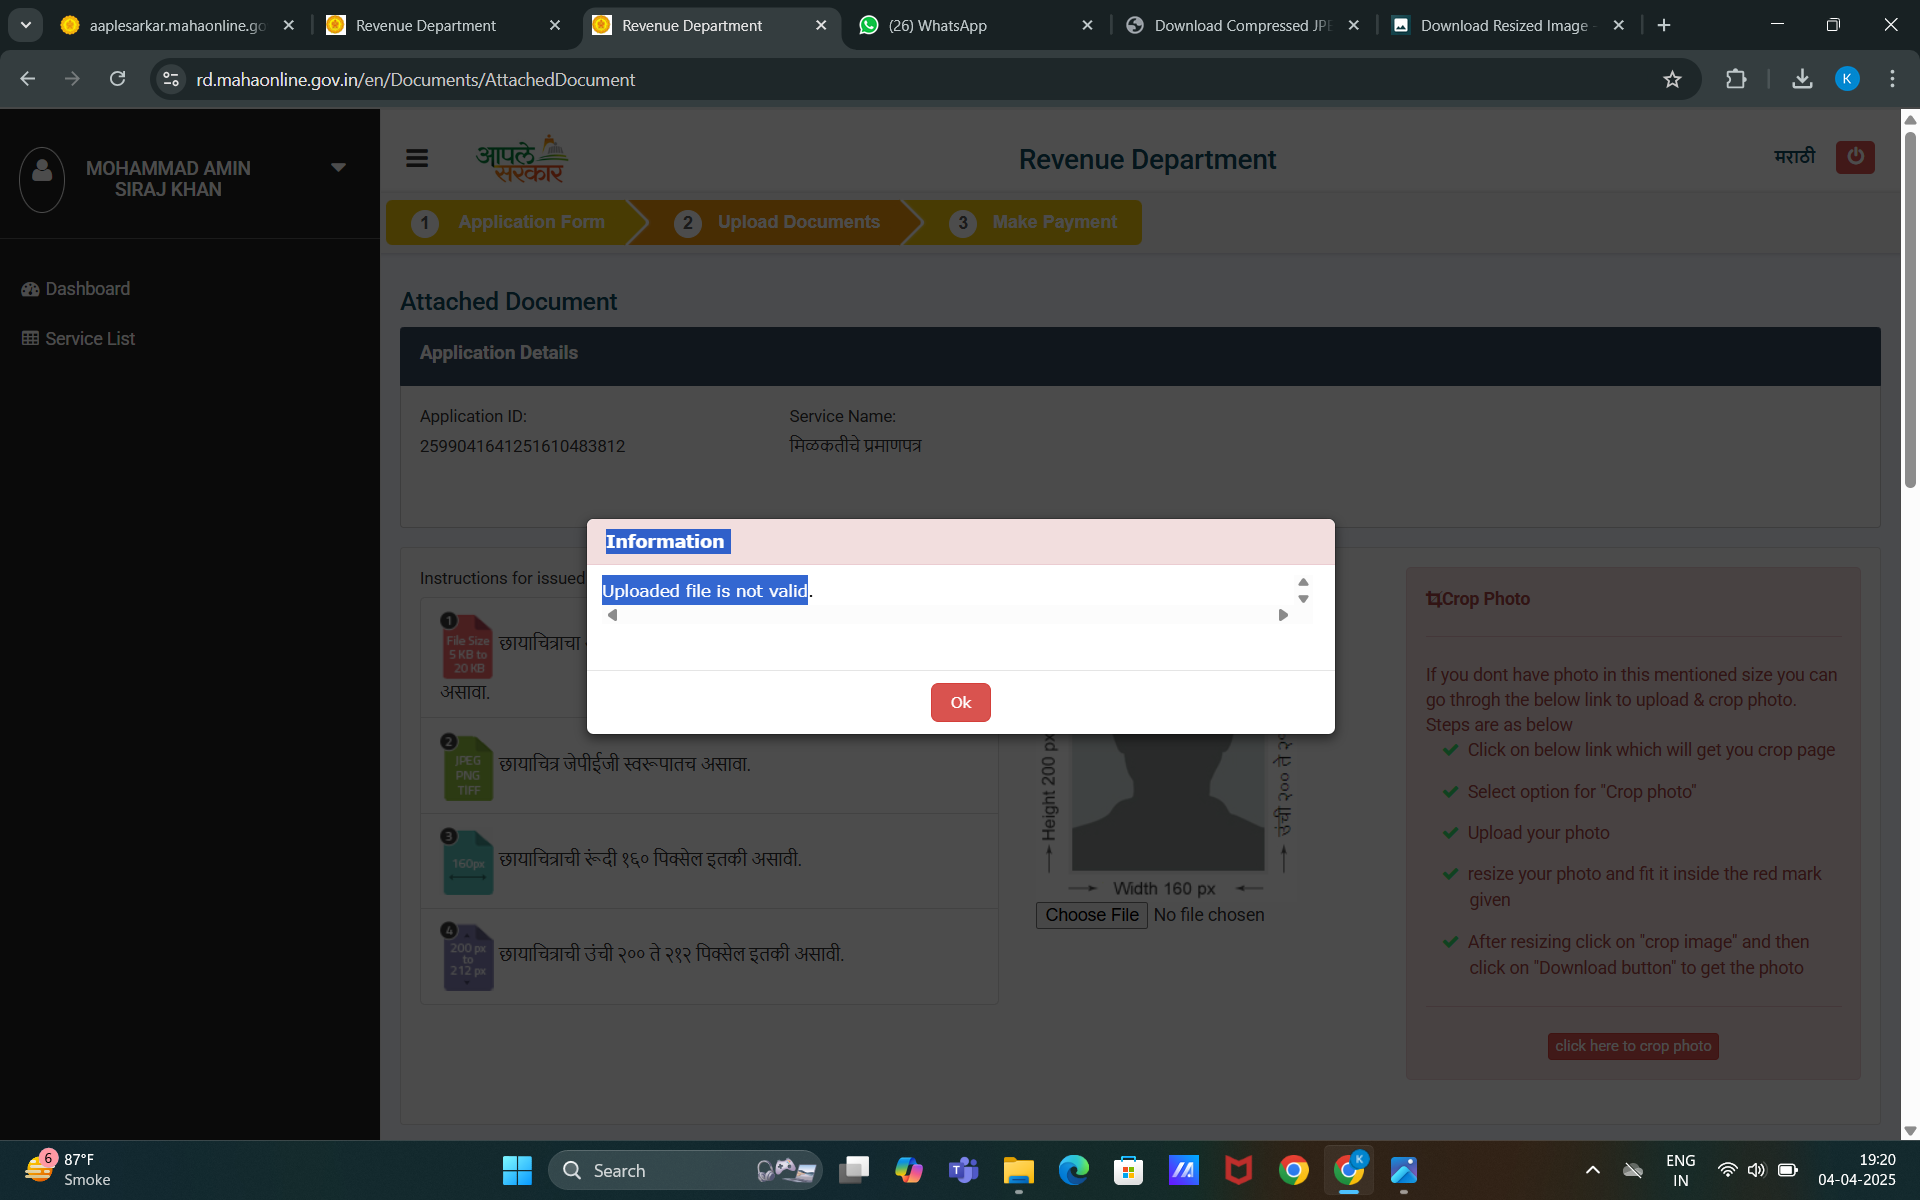 aaplesarkar.mahaonline.go
Revenue Department
Revenue Department
(26) WhatsApp
Download Compressed JPE
Download Resized Image -
rd.mahaonline.gov.in/en/Documents/AttachedDocument
K
MOHAMMAD AMIN
SIRAJ KHAN
Dashboard
Service List
आपले
सरकार
Revenue Department
मराठी
1 Application Form
2 Upload Documents
3 Make Payment
Attached Document
Application Details
Application ID:
2599041641251610483812
Service Name:
मिळकतीचे प्रमाणपत्र
Information
Uploaded file is not valid.
Ok
Instructions for issued
1
File Size
5 KB to
20 KB
छायाचित्राचा
असावा.
2
JPEG
PNG
TIFF
छायाचित्र जेपीईजी स्वरूपातच असावा.
3
160px
छायाचित्राची रूंदी १६० पिक्सेल इतकी असावी.
4
200 px
to
212 px
छायाचित्राची उंची २०० ते २१२ पिक्सेल इतकी असावी.
Height 200 px
उंची २०० ते
Width 160 px
Choose File No file chosen
Crop Photo
If you dont have photo in this mentioned size you can
go throgh the below link to upload & crop photo.
Steps are as below
Click on below link which will get you crop page
Select option for "Crop photo"
Upload your photo
resize your photo and fit it inside the red mark
given
After resizing click on "crop image" and then
click on "Download button" to get the photo
click here to crop photo
6
87°F
Smoke
Search
K
ENG
IN
19:20
04-04-2025